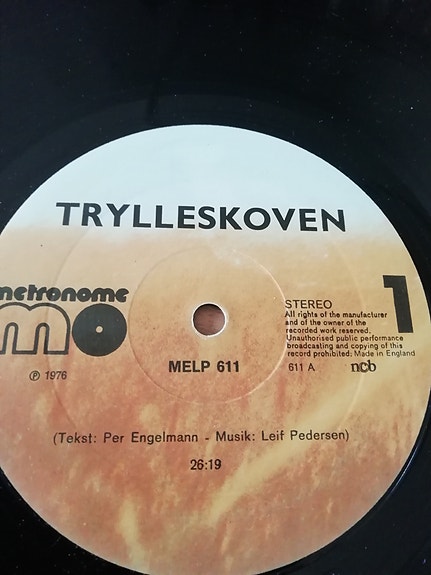 TRYLLESKOVEN
metronome
mo
℗ 1976
MELP 611
STEREO
All rights of the manufacturer
and of the owner of the
recorded work reserved.
Unauthorised public performance
broadcasting and copying of this
record prohibited: Made in England
611 A ncb
1
(Tekst: Per Engelmann - Musik: Leif Pedersen)
26:19